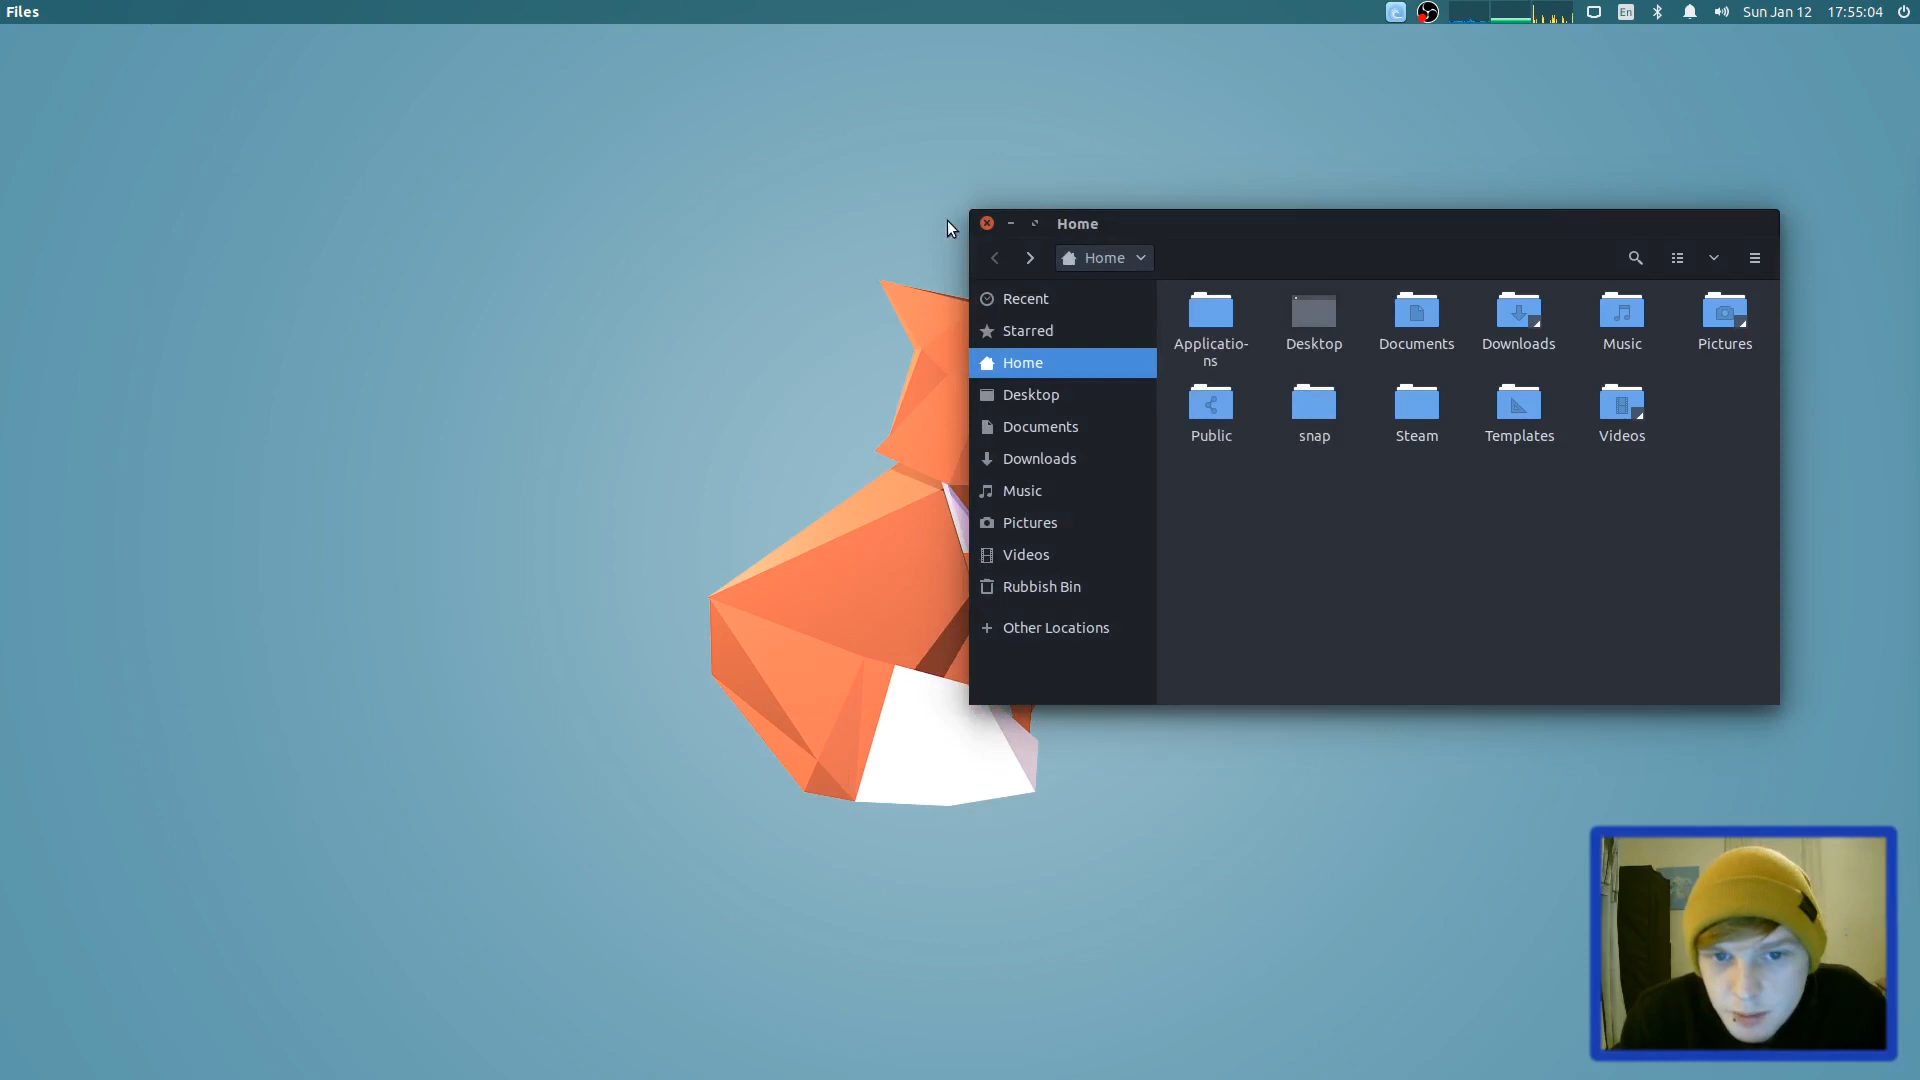 Files
En
Sun Jan 12
17:55:04
Home
Home
Recent
Starred
Home
Desktop
Documents
Downloads
Music
Pictures
Videos
Rubbish Bin
Other Locations
Applicatio-
ns
Desktop
Documents
Downloads
Music
Pictures
Public
snap
Steam
Templates
Videos